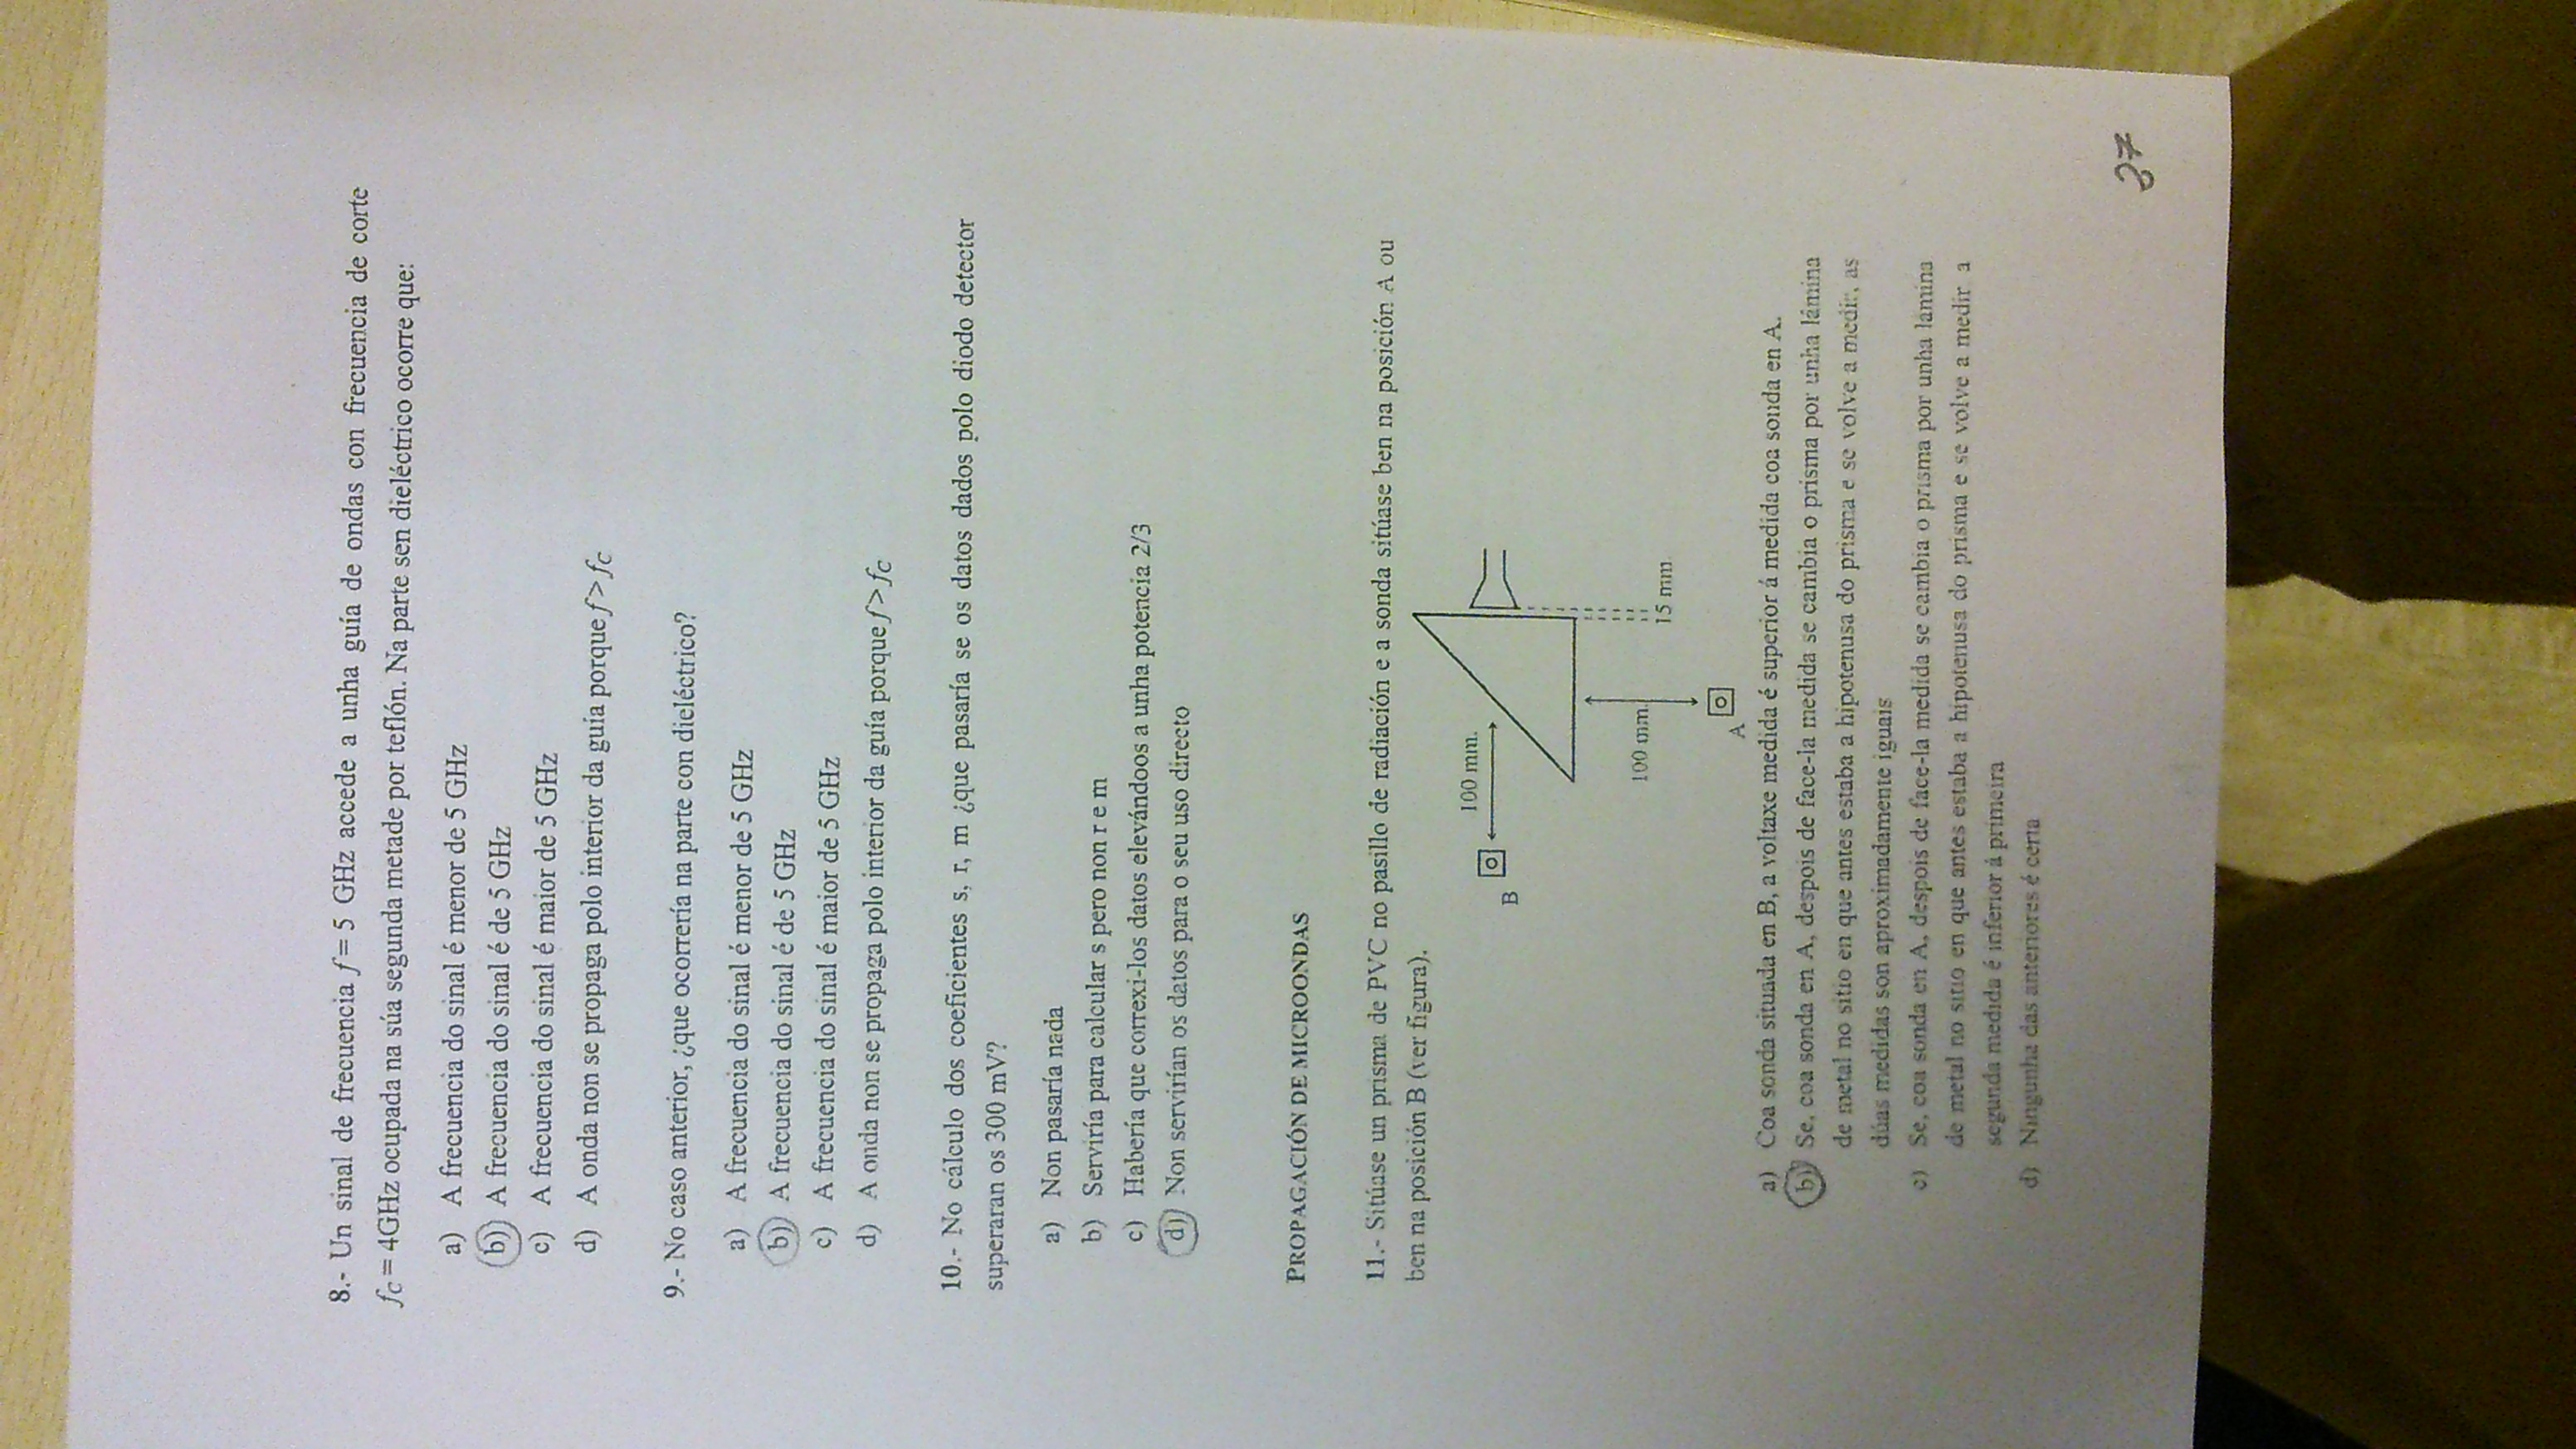 8.- Un sinal de frecuencia f = 5 GHz accede a unha guía de ondas con frecuencia de corte
fC = 4GHz ocupada na súa segunda metade por teflón. Na parte sen dieléctrico ocorre que:
a) A frecuencia do sinal é menor de 5 GHz
b) A frecuencia do sinal é de 5 GHz
c) A frecuencia do sinal é maior de 5 GHz
d) A onda non se propaga polo interior da guía porque f > fC
9.- No caso anterior, ¿que ocorrería na parte con dieléctrico?
a) A frecuencia do sinal é menor de 5 GHz
b) A frecuencia do sinal é de 5 GHz
c) A frecuencia do sinal é maior de 5 GHz
d) A onda non se propaga polo interior da guía porque f > fC
10.- No cálculo dos coeficientes s, r, m ¿que pasaría se os datos dados polo diodo detector
superaran os 300 mV?
a) Non pasaría nada
b) Serviría para calcular s pero non r e m
c) Habería que correxi-los datos elevándoos a unha potencia 2/3
d) Non servirían os datos para o seu uso directo
PROPAGACIÓN DE MICROONDAS
11.- Sitúase un prisma de PVC no pasillo de radiación e a sonda sitúase ben na posición A ou
ben na posición B (ver figura).
100 mm.
B
100 mm.
15 mm
A
a) Coa sonda situada en B, a voltaxe medida é superior á medida coa sonda en A.
b) Se, coa sonda en A, despois de face-la medida se cambia o prisma por unha lámina
de metal no sitio en que antes estaba a hipotenusa do prisma e se volve a medir, as
dúas medidas son aproximadamente iguais
c) Se, coa sonda en A, despois de face-la medida se cambia o prisma por unha lámina
de metal no sitio en que antes estaba a hipotenusa do prisma e se volve a medir a
segunda medida é inferior á primeira
d) Ningunha das anteriores é certa
27